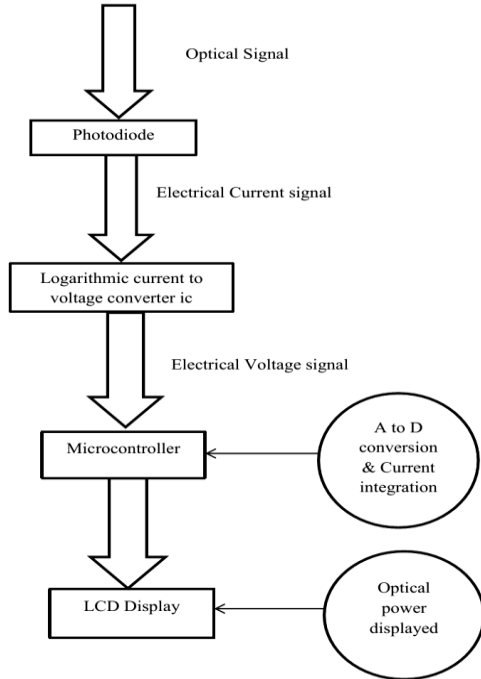 Optical Signal
Photodiode
Electrical Current signal
Logarithmic current to
voltage converter ic
Electrical Voltage signal
Microcontroller
A to D
conversion
& Current
integration
LCD Display
Optical
power
displayed